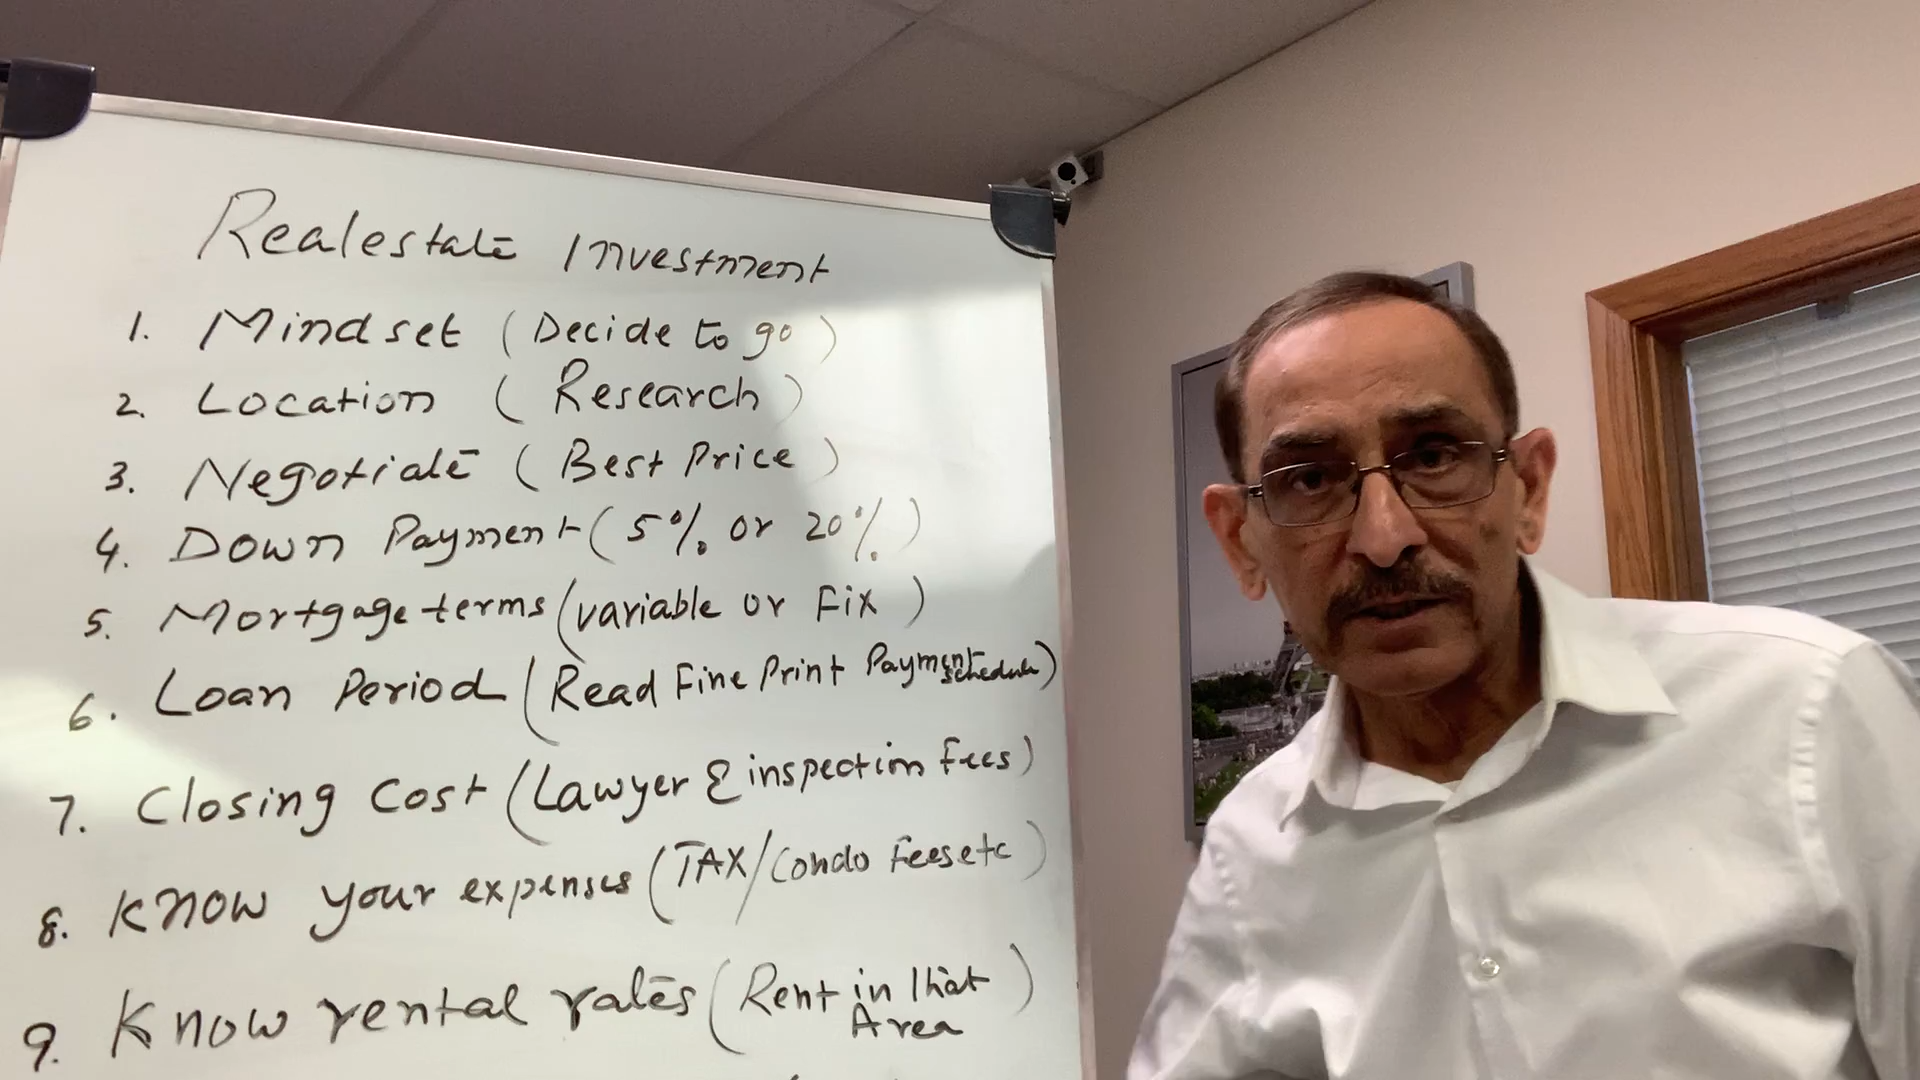 Realestate Investment
1. Mindset (Decide to go)
2. Location (Research)
3. Negotiate (Best Price)
4. Down Payment (5% or 20%)
5. Mortgage terms (variable or Fix)
6. Loan Period (Read Fine Print Payment schedule)
7. Closing Cost (Lawyer & inspection Fees)
8. Know your expenses (TAX/Condo Fees etc)
9. Know rental rates (Rent in that Area)